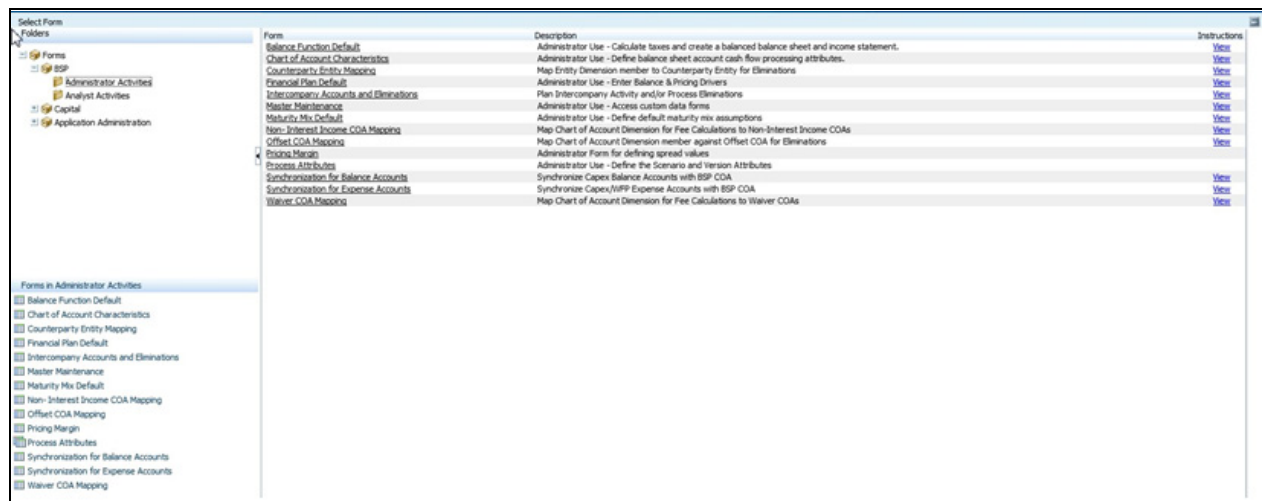 Select Form
Folders
Forms
BSP
Administrator Activities
Analyst Activities
Capital
Application Administration
Form Description Instructions
Balance Function Default Administrator Use - Calculate taxes and create a balanced balance sheet and income statement. View
Chart of Account Characteristics Administrator Use - Define balance sheet account cash flow processing attributes. View
Counterparty Entity Mapping Map Entity Dimension member to Counterparty Entity for Eliminations View
Financial Plan Default Administrator Use - Enter Balance & Pricing Drivers View
Intercompany Accounts and Eliminations Plan Intercompany Activity and/or Process Eliminations View
Master Maintenance Administrator Use - Access custom data forms View
Maturity Mix Default Administrator Use - Define default maturity mix assumptions View
Non- Interest Income COA Mapping Map Chart of Account Dimension for Fee Calculations to Non-Interest Income COAs View
Offset COA Mapping Map Chart of Account Dimension member against Offset COA for Eliminations View
Pricing Margin Administrator Form for defining spread values
Process Attributes Administrator Use - Define the Scenario and Version Attributes
Synchronization for Balance Accounts Synchronize Capex Balance Accounts with BSP COA View
Synchronization for Expense Accounts Synchronize Capex/WFP Expense Accounts with BSP COA View
Waiver COA Mapping Map Chart of Account Dimension for Fee Calculations to Waiver COAs View
Forms in Administrator Activities
Balance Function Default
Chart of Account Characteristics
Counterparty Entity Mapping
Financial Plan Default
Intercompany Accounts and Eliminations
Master Maintenance
Maturity Mix Default
Non- Interest Income COA Mapping
Offset COA Mapping
Pricing Margin
Process Attributes
Synchronization for Balance Accounts
Synchronization for Expense Accounts
Waiver COA Mapping